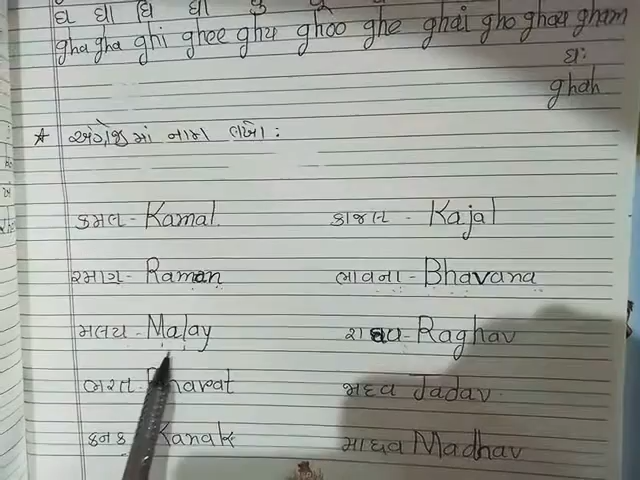 ઘ ઘા ઘિ ઘી
gha gha ghi ghee ghu ghoo ghe ghai gho ghau gham
ઘઃ
ghah
* અંગ્રેજીમાં નામ લખો :
કમલ - Kamal. કાજલ - Kajal
રમણ - Raman ભાવના - Bhavana
મલય - Malay રાઘવ - Raghav
ભરત - Bharat જાદવ Jadav.
કનક Kanak માધવ Madhav